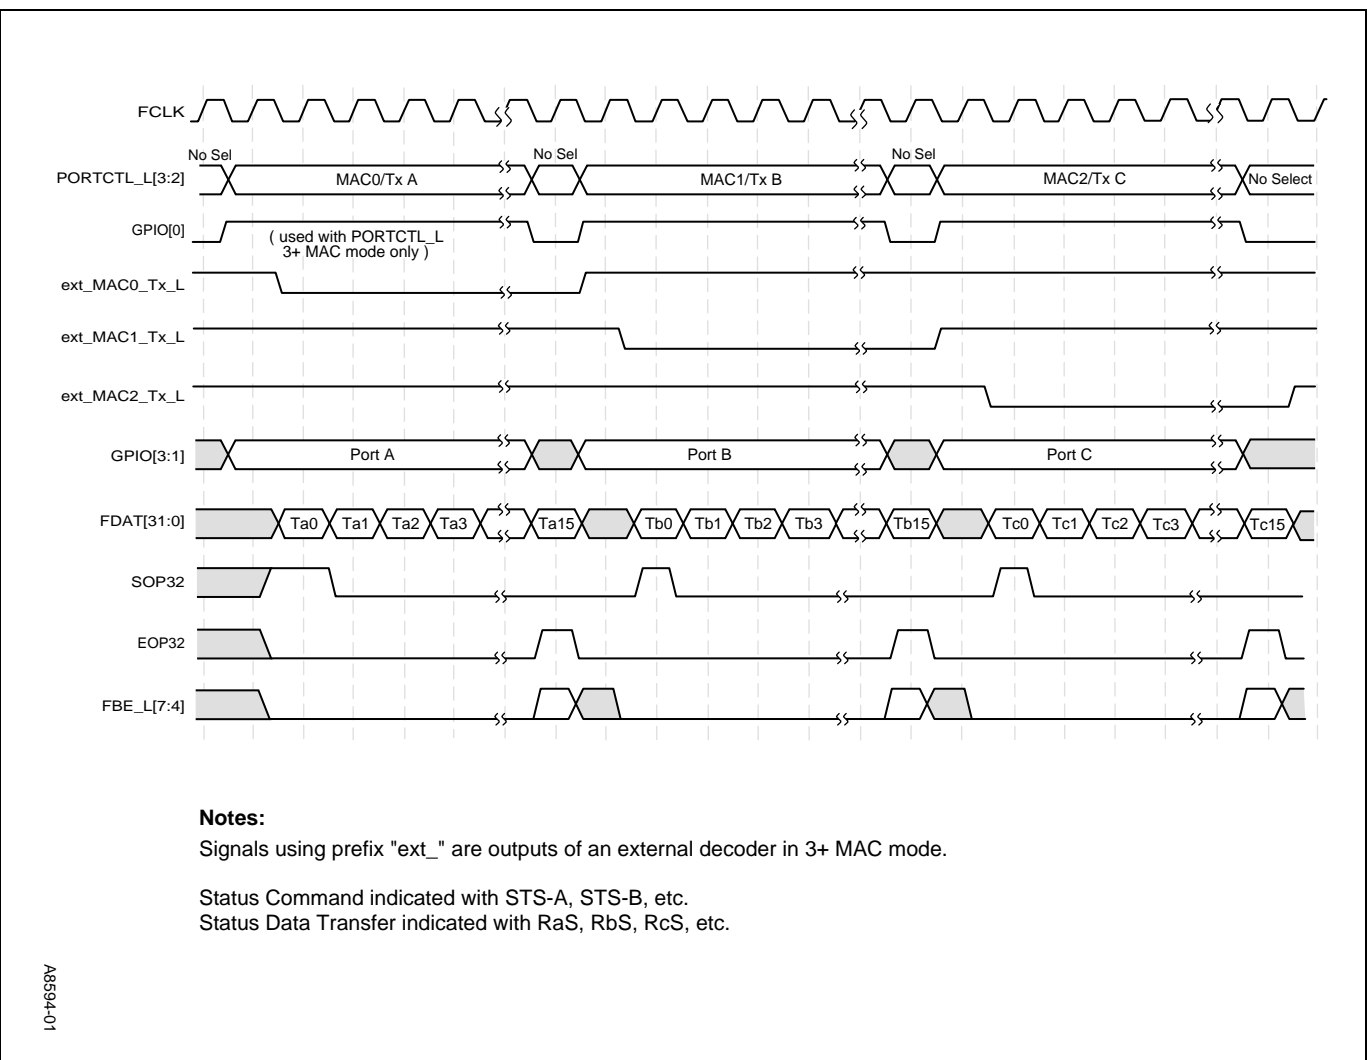 FCLK
No Sel
No Sel
No Sel
PORTCTL_L[3:2]
MAC0/Tx A
MAC1/Tx B
MAC2/Tx C
No Select
GPIO[0]
( used with PORTCTL_L
3+ MAC mode only )
ext_MAC0_Tx_L
ext_MAC1_Tx_L
ext_MAC2_Tx_L
GPIO[3:1]
Port A
Port B
Port C
FDAT[31:0]
Ta0
Ta1
Ta2
Ta3
Ta15
Tb0
Tb1
Tb2
Tb3
Tb15
Tc0
Tc1
Tc2
Tc3
Tc15
SOP32
EOP32
FBE_L[7:4]
Notes:
Signals using prefix "ext_" are outputs of an external decoder in 3+ MAC mode.
Status Command indicated with STS-A, STS-B, etc.
Status Data Transfer indicated with RaS, RbS, RcS, etc.
A8594-01